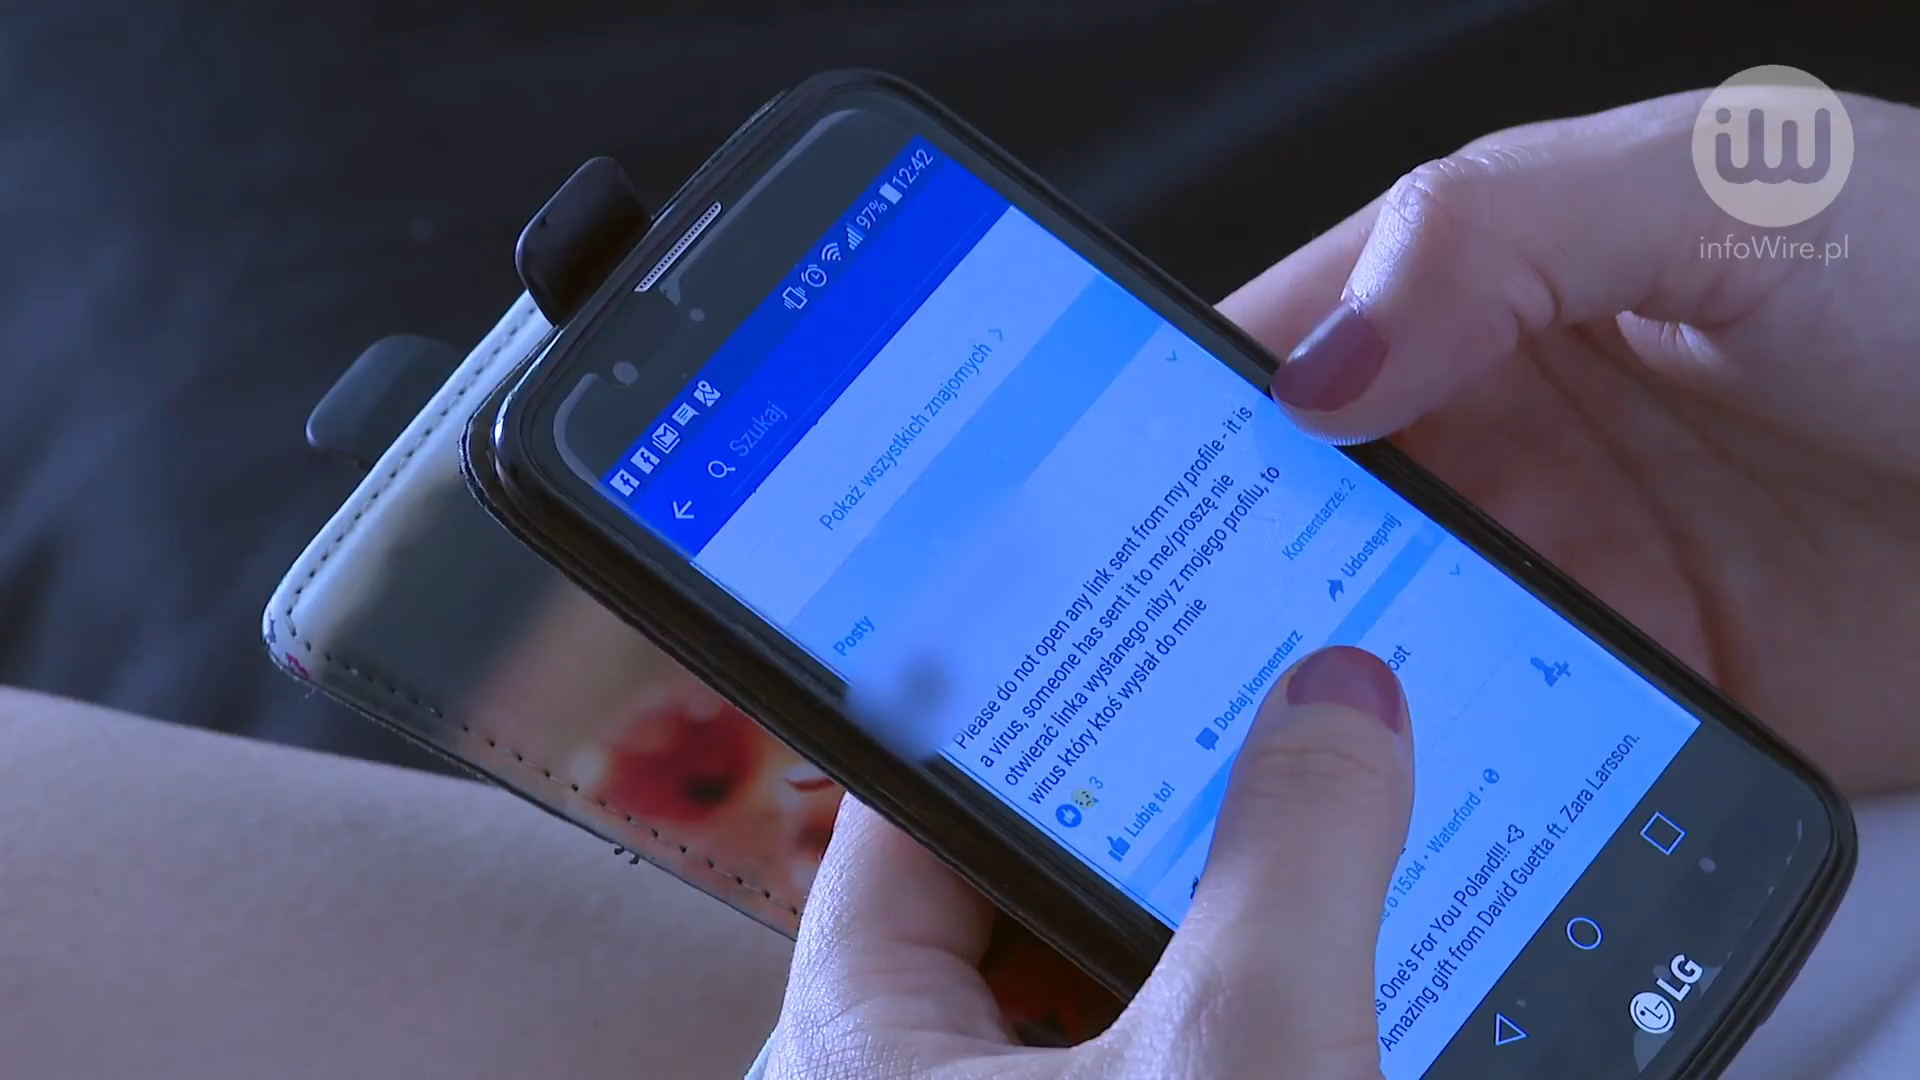 97% 12:42
Szukaj
Pokaż wszystkich znajomych
Posty
Please do not open any link sent from my profile - it is
a virus, someone has sent it to me/proszę nie
otwierać linka wysłanego niby z mojego profilu, to
wirus który ktoś wysłał do mnie
3
Komentarze: 2
Lubię to!
Dodaj komentarz
Udostępnij
o 15:04 • Waterford •
One's For You Poland!!! <3
Amazing gift from David Guetta ft. Zara Larsson.
LG
iW
infoWire.pl